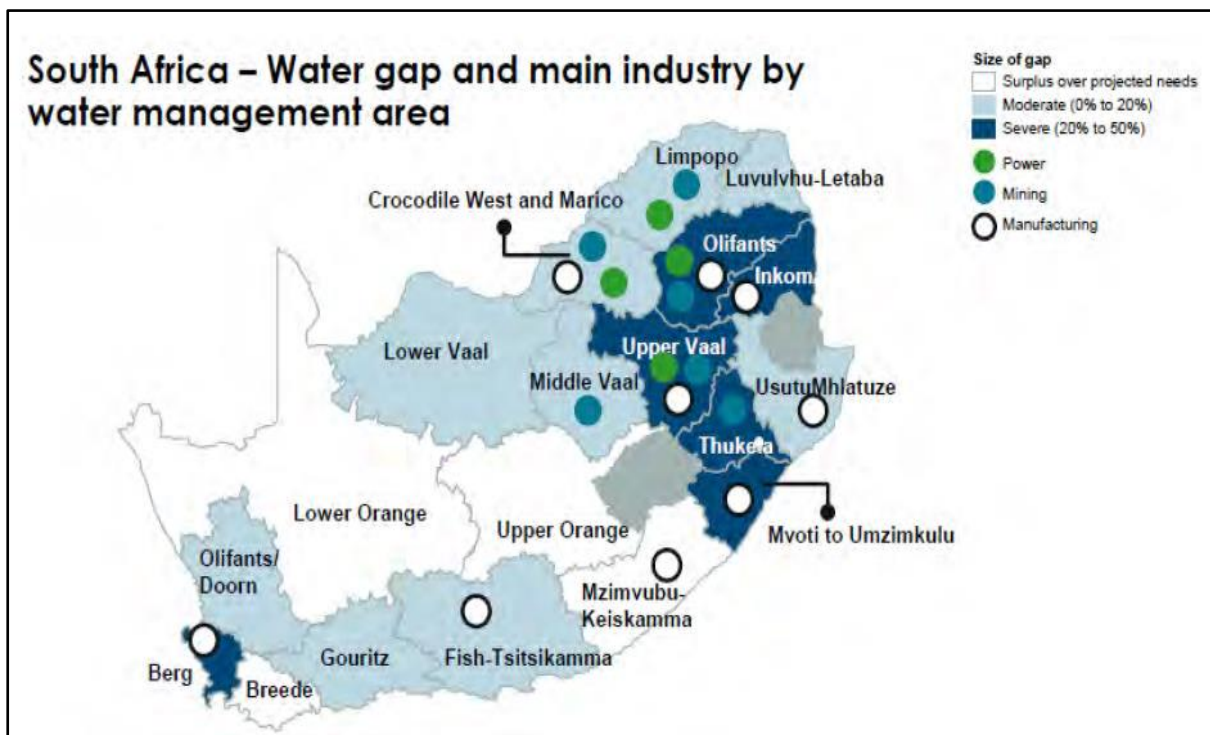 South Africa – Water gap and main industry by
water management area
Size of gap
Surplus over projected needs
Moderate (0% to 20%)
Severe (20% to 50%)
Power
Mining
Manufacturing
Limpopo
Luvulvhu-Letaba
Crocodile West and Marico
Olifants
Inkom
Lower Vaal
Upper Vaal
Middle Vaal
UsutuMhlatuze
Thukela
Lower Orange
Upper Orange
Mvoti to Umzimkulu
Olifants/
Doorn
Mzimvubu-
Keiskamma
Gouritz
Fish-Tsitsikamma
Berg
Breede